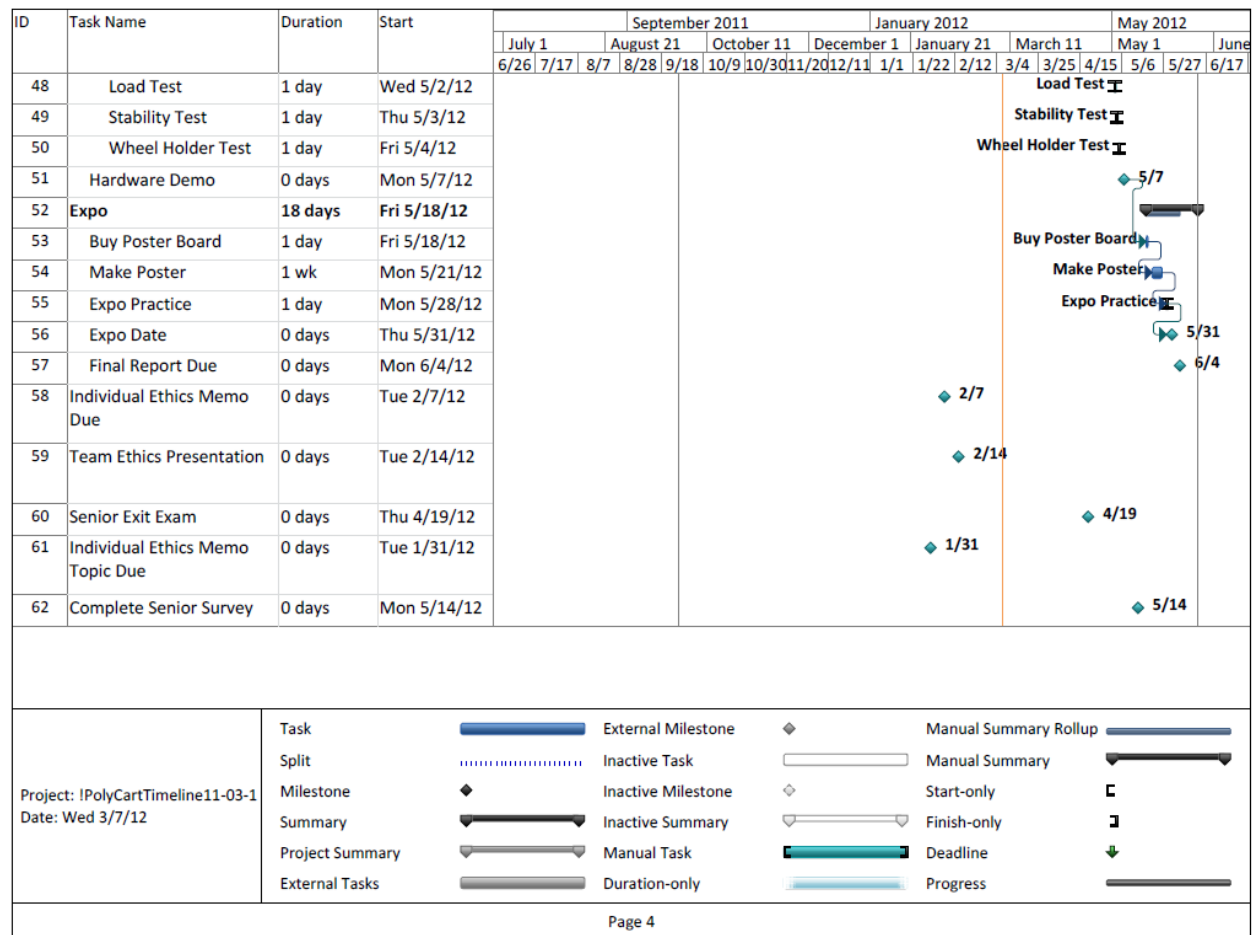 ID Task Name Duration Start
September 2011 January 2012 May 2012
July 1 August 21 October 11 December 1 January 21 March 11 May 1 June
6/26 7/17 8/7 8/28 9/18 10/9 10/30 11/20 12/11 1/1 1/22 2/12 3/4 3/25 4/15 5/6 5/27 6/17
48 Load Test 1 day Wed 5/2/12 Load Test
49 Stability Test 1 day Thu 5/3/12 Stability Test
50 Wheel Holder Test 1 day Fri 5/4/12 Wheel Holder Test
51 Hardware Demo 0 days Mon 5/7/12 5/7
52 Expo 18 days Fri 5/18/12
53 Buy Poster Board 1 day Fri 5/18/12 Buy Poster Board
54 Make Poster 1 wk Mon 5/21/12 Make Poster
55 Expo Practice 1 day Mon 5/28/12 Expo Practice
56 Expo Date 0 days Thu 5/31/12 5/31
57 Final Report Due 0 days Mon 6/4/12 6/4
58 Individual Ethics Memo 0 days Tue 2/7/12 2/7
Due
59 Team Ethics Presentation 0 days Tue 2/14/12 2/14
60 Senior Exit Exam 0 days Thu 4/19/12 4/19
61 Individual Ethics Memo 0 days Tue 1/31/12 1/31
Topic Due
62 Complete Senior Survey 0 days Mon 5/14/12 5/14
Project: !PolyCartTimeline11-03-1
Date: Wed 3/7/12
Task External Milestone Manual Summary Rollup
Split Inactive Task Manual Summary
Milestone Inactive Milestone Start-only
Summary Inactive Summary Finish-only
Project Summary Manual Task Deadline
External Tasks Duration-only Progress
Page 4